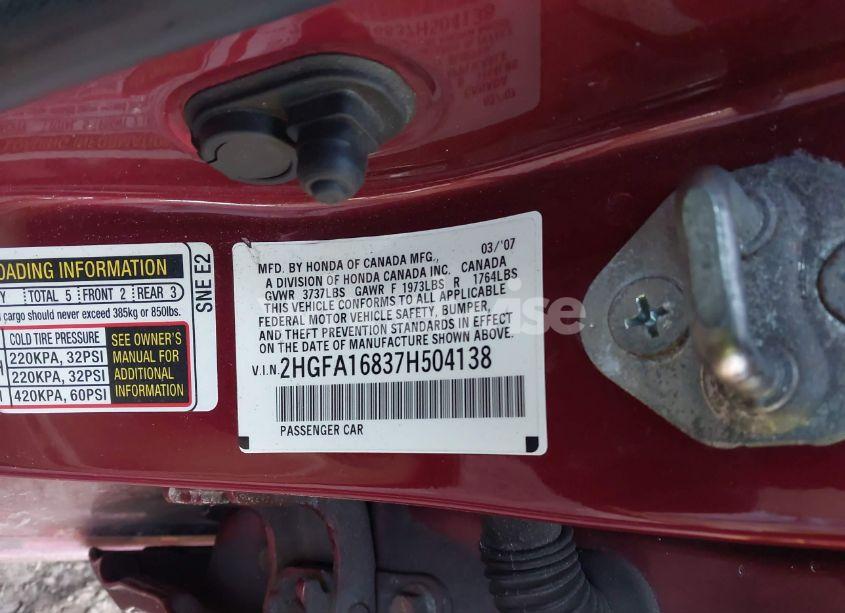 OADING INFORMATION
Y TOTAL 5 FRONT 2 REAR 3
cargo should never exceed 385kg or 850lbs.
COLD TIRE PRESSURE
220KPA, 32PSI
220KPA, 32PSI
420KPA, 60PSI
SEE OWNER'S
MANUAL FOR
ADDITIONAL
INFORMATION
SNE E2
03/'07
MFD. BY HONDA OF CANADA MFG.,
A DIVISION OF HONDA CANADA INC. CANADA
GVWR 3737LBS GAWR F 1973LBS R 1764LBS
THIS VEHICLE CONFORMS TO ALL APPLICABLE
FEDERAL MOTOR VEHICLE SAFETY, BUMPER,
AND THEFT PREVENTION STANDARDS IN EFFECT
ON THE DATE OF MANUFACTURE SHOWN ABOVE.
V.I.N. 2HGFA16837H504138
PASSENGER CAR